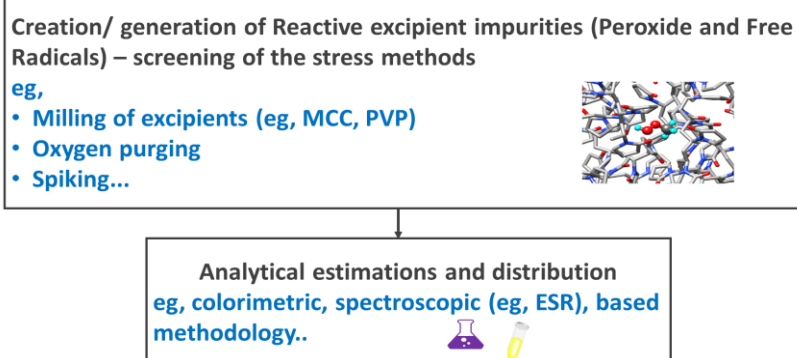 Creation/ generation of Reactive excipient impurities (Peroxide and Free
Radicals) – screening of the stress methods
eg,
• Milling of excipients (eg, MCC, PVP)
• Oxygen purging
• Spiking...
Analytical estimations and distribution
eg, colorimetric, spectroscopic (eg, ESR), based
methodology..